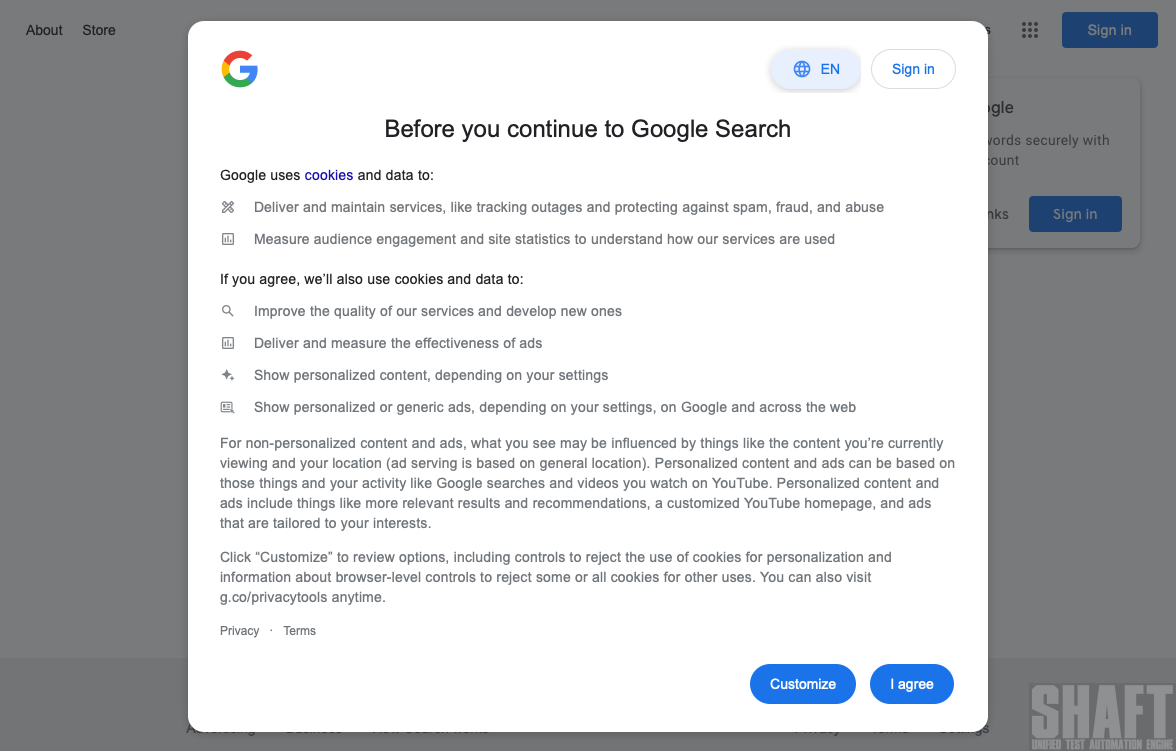 About Store
Sign in
EN
Sign in
Before you continue to Google Search
Google uses cookies and data to:
Deliver and maintain services, like tracking outages and protecting against spam, fraud, and abuse
Measure audience engagement and site statistics to understand how our services are used
If you agree, we’ll also use cookies and data to:
Improve the quality of our services and develop new ones
Deliver and measure the effectiveness of ads
Show personalized content, depending on your settings
Show personalized or generic ads, depending on your settings, on Google and across the web
For non-personalized content and ads, what you see may be influenced by things like the content you’re currently
viewing and your location (ad serving is based on general location). Personalized content and ads can be based on
those things and your activity like Google searches and videos you watch on YouTube. Personalized content and
ads include things like more relevant results and recommendations, a customized YouTube homepage, and ads
that are tailored to your interests.
Click “Customize” to review options, including controls to reject the use of cookies for personalization and
information about browser-level controls to reject some or all cookies for other uses. You can also visit
g.co/privacytools anytime.
Privacy · Terms
Customize I agree
securely with
Sign in
SHAFT
UNIFIED TEST AUTOMATION ENGINE